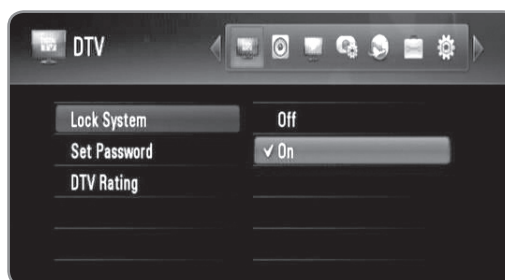 DTV
Lock System
Off
Set Password
✓ On
DTV Rating